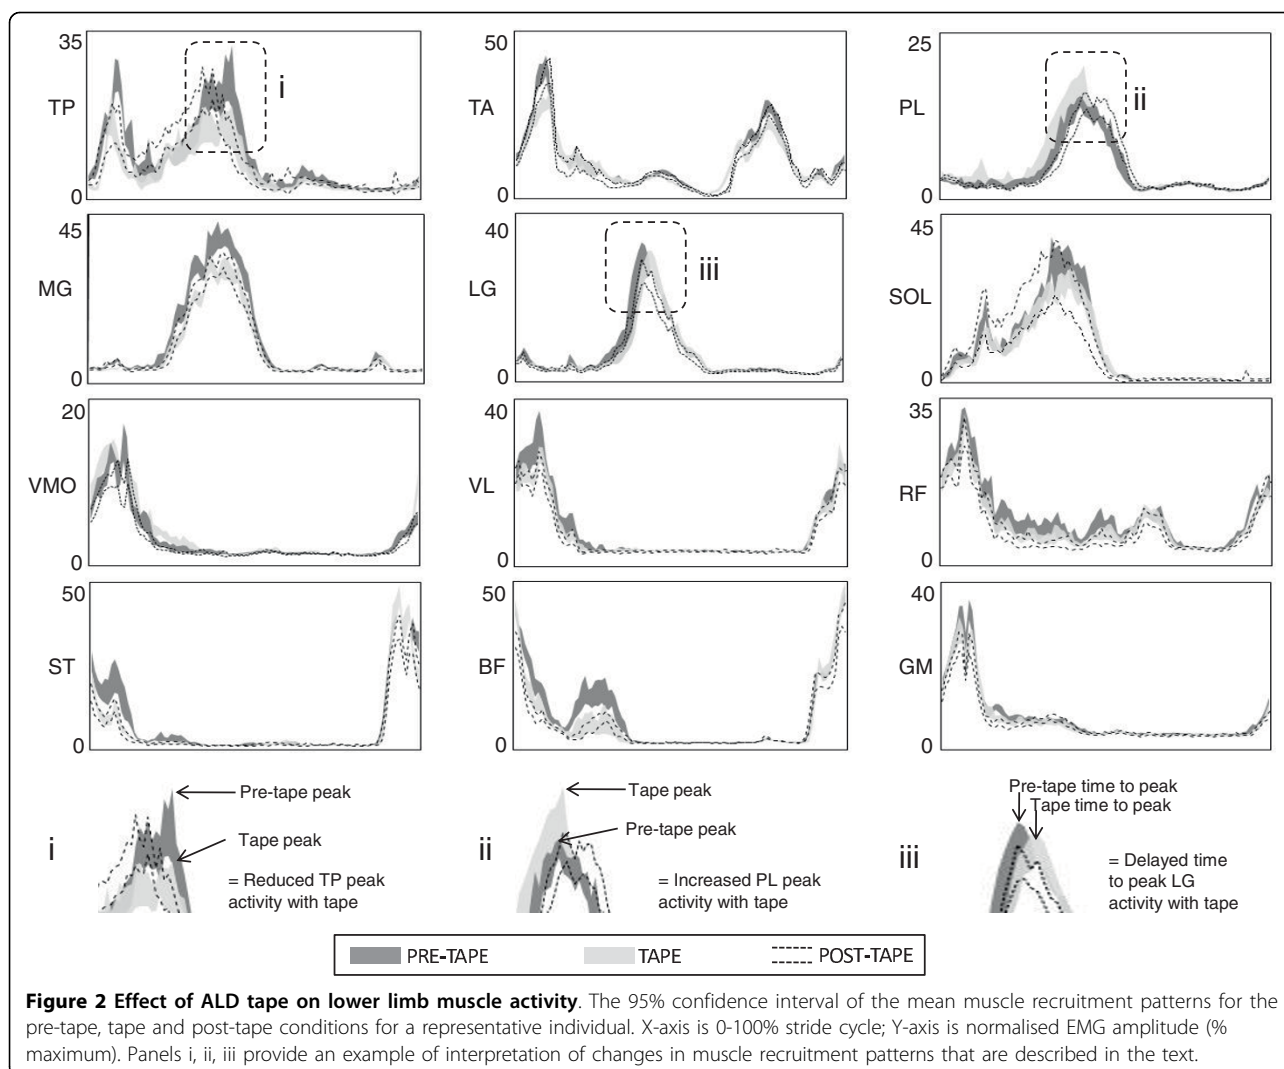 35
TP
0
i
50
TA
0
25
PL
0
ii
45
MG
0
40
LG
0
iii
45
SOL
0
20
VMO
0
40
VL
0
35
RF
0
50
ST
0
50
BF
0
40
GM
0
i
Pre-tape peak
Tape peak
= Reduced TP peak
activity with tape
ii
Tape peak
Pre-tape peak
= Increased PL peak
activity with tape
iii
Pre-tape time to peak
Tape time to peak
= Delayed time
to peak LG
activity with tape
PRE-TAPE TAPE POST-TAPE
Figure 2 Effect of ALD tape on lower limb muscle activity. The 95% confidence interval of the mean muscle recruitment patterns for the
pre-tape, tape and post-tape conditions for a representative individual. X-axis is 0-100% stride cycle; Y-axis is normalised EMG amplitude (%
maximum). Panels i, ii, iii provide an example of interpretation of changes in muscle recruitment patterns that are described in the text.